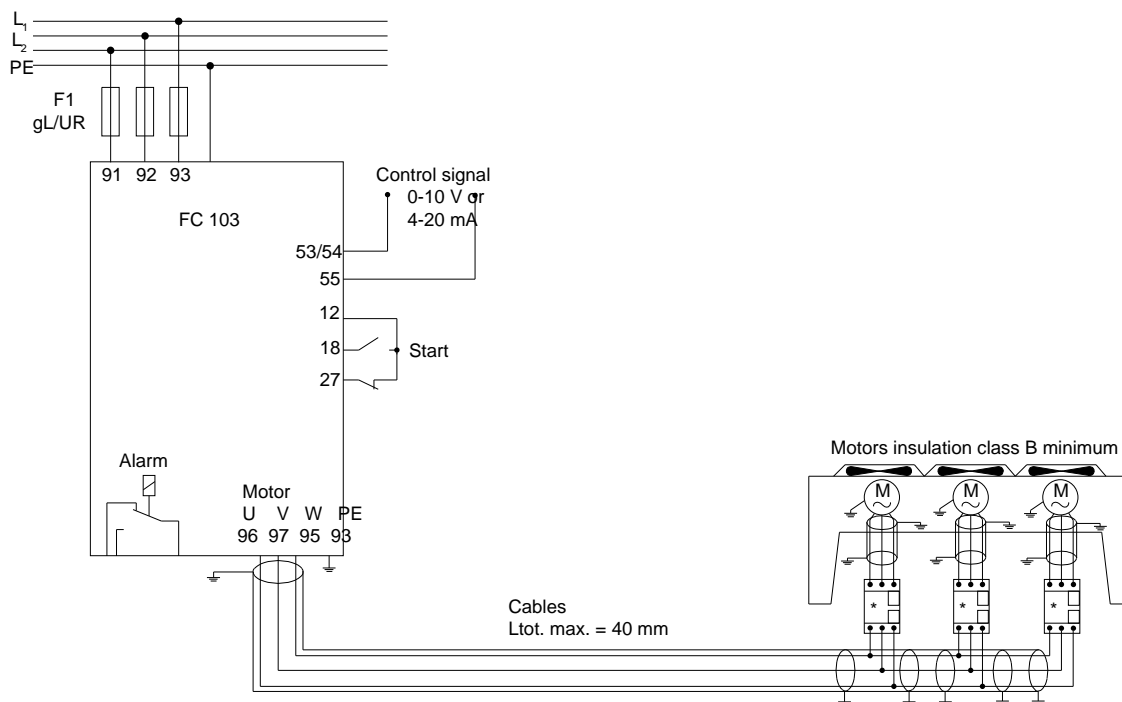 L1
L2
PE
F1
gL/UR
91 92 93
Control signal
0-10 V or
4-20 mA
FC 103
53/54
55
12
18
Start
27
Alarm
Motor
U V W PE
96 97 95 93
Motors insulation class B minimum
M M M
* * *
Cables
Ltot. max. = 40 mm